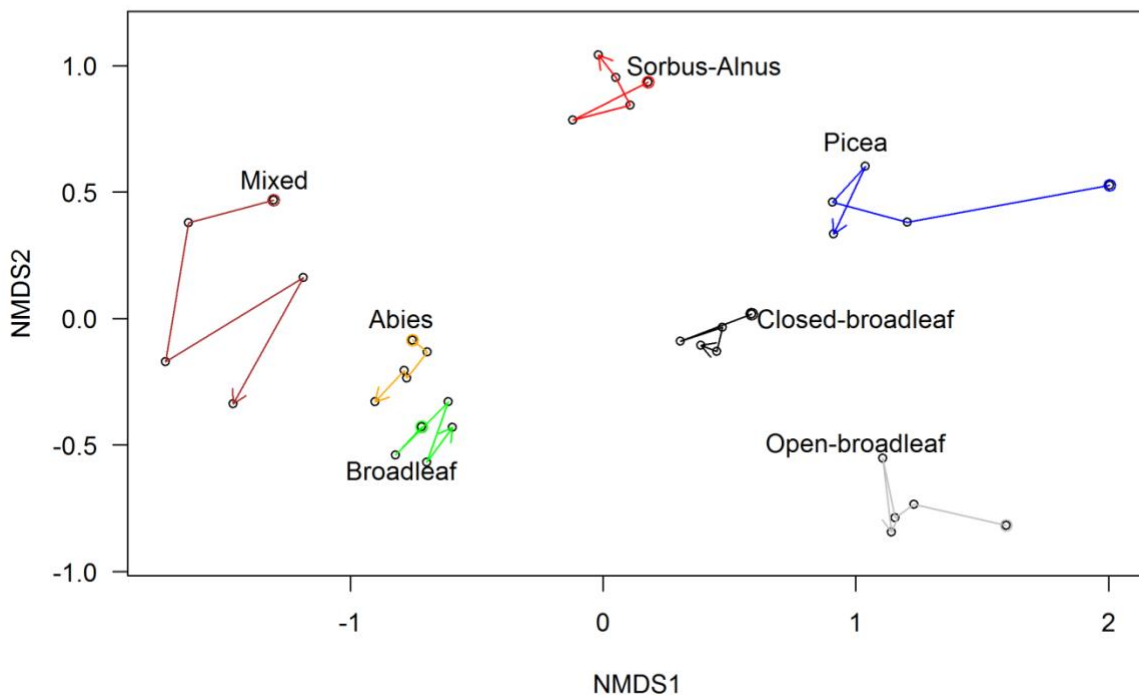 1.0
Sorbus-Alnus
Picea
Mixed
0.5
NMDS2
0.0
Abies
Closed-broadleaf
-0.5
Broadleaf
Open-broadleaf
-1.0
-1 0 1 2
NMDS1